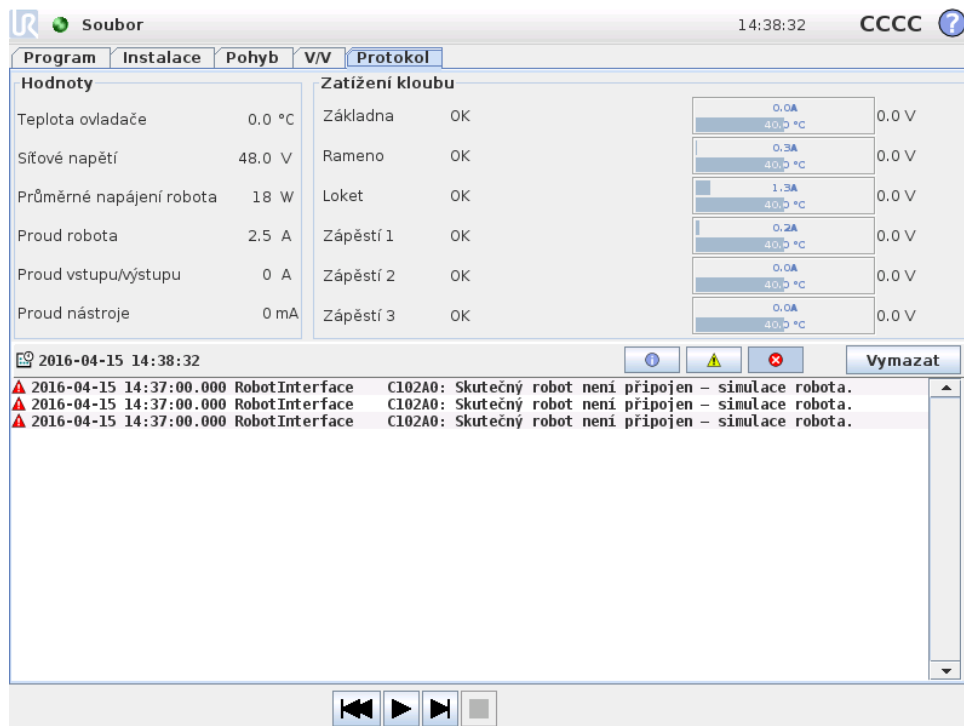 UR Soubor 14:38:32 CCCC ?
Program Instalace Pohyb V/V Protokol
Hodnoty
Teplota ovladače 0.0 °C
Síťové napětí 48.0 V
Průměrné napájení robota 18 W
Proud robota 2.5 A
Proud vstupu/výstupu 0 A
Proud nástroje 0 mA
Zatížení kloubu
Základna OK 0.0A 40.0 °C 0.0 V
Rameno OK 0.3A 40.0 °C 0.0 V
Loket OK 1.3A 40.0 °C 0.0 V
Zápěstí 1 OK 0.2A 40.0 °C 0.0 V
Zápěstí 2 OK 0.0A 40.0 °C 0.0 V
Zápěstí 3 OK 0.0A 40.0 °C 0.0 V
2016-04-15 14:38:32 Vymazat
2016-04-15 14:37:00.000 RobotInterface C102A0: Skutečný robot není připojen – simulace robota.
2016-04-15 14:37:00.000 RobotInterface C102A0: Skutečný robot není připojen – simulace robota.
2016-04-15 14:37:00.000 RobotInterface C102A0: Skutečný robot není připojen – simulace robota.